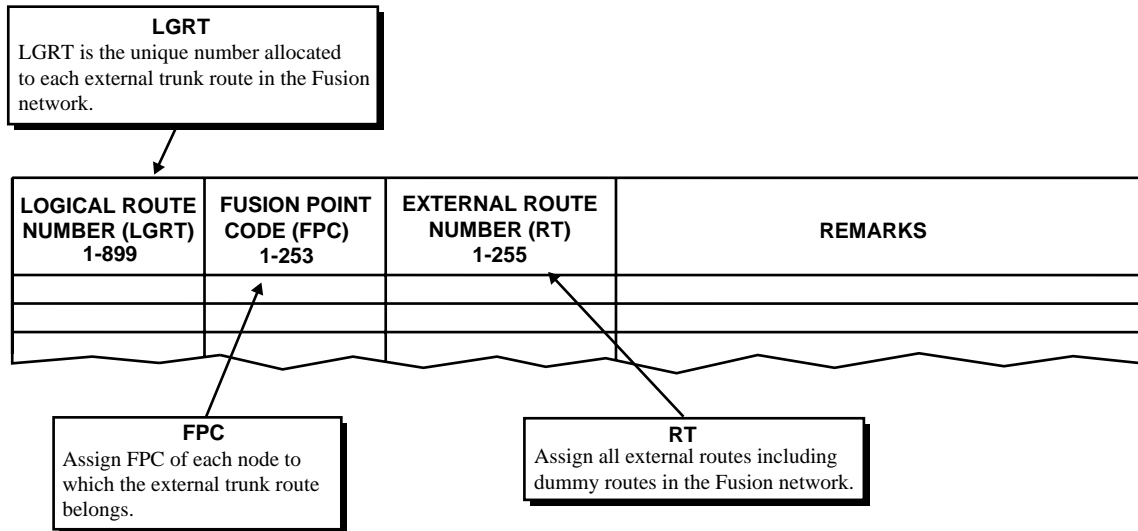 LGRT
LGRT is the unique number allocated
to each external trunk route in the Fusion
network.
LOGICAL ROUTE
NUMBER (LGRT)
1-899
FUSION POINT
CODE (FPC)
1-253
EXTERNAL ROUTE
NUMBER (RT)
1-255
REMARKS
FPC
Assign FPC of each node to
which the external trunk route
belongs.
RT
Assign all external routes including
dummy routes in the Fusion network.